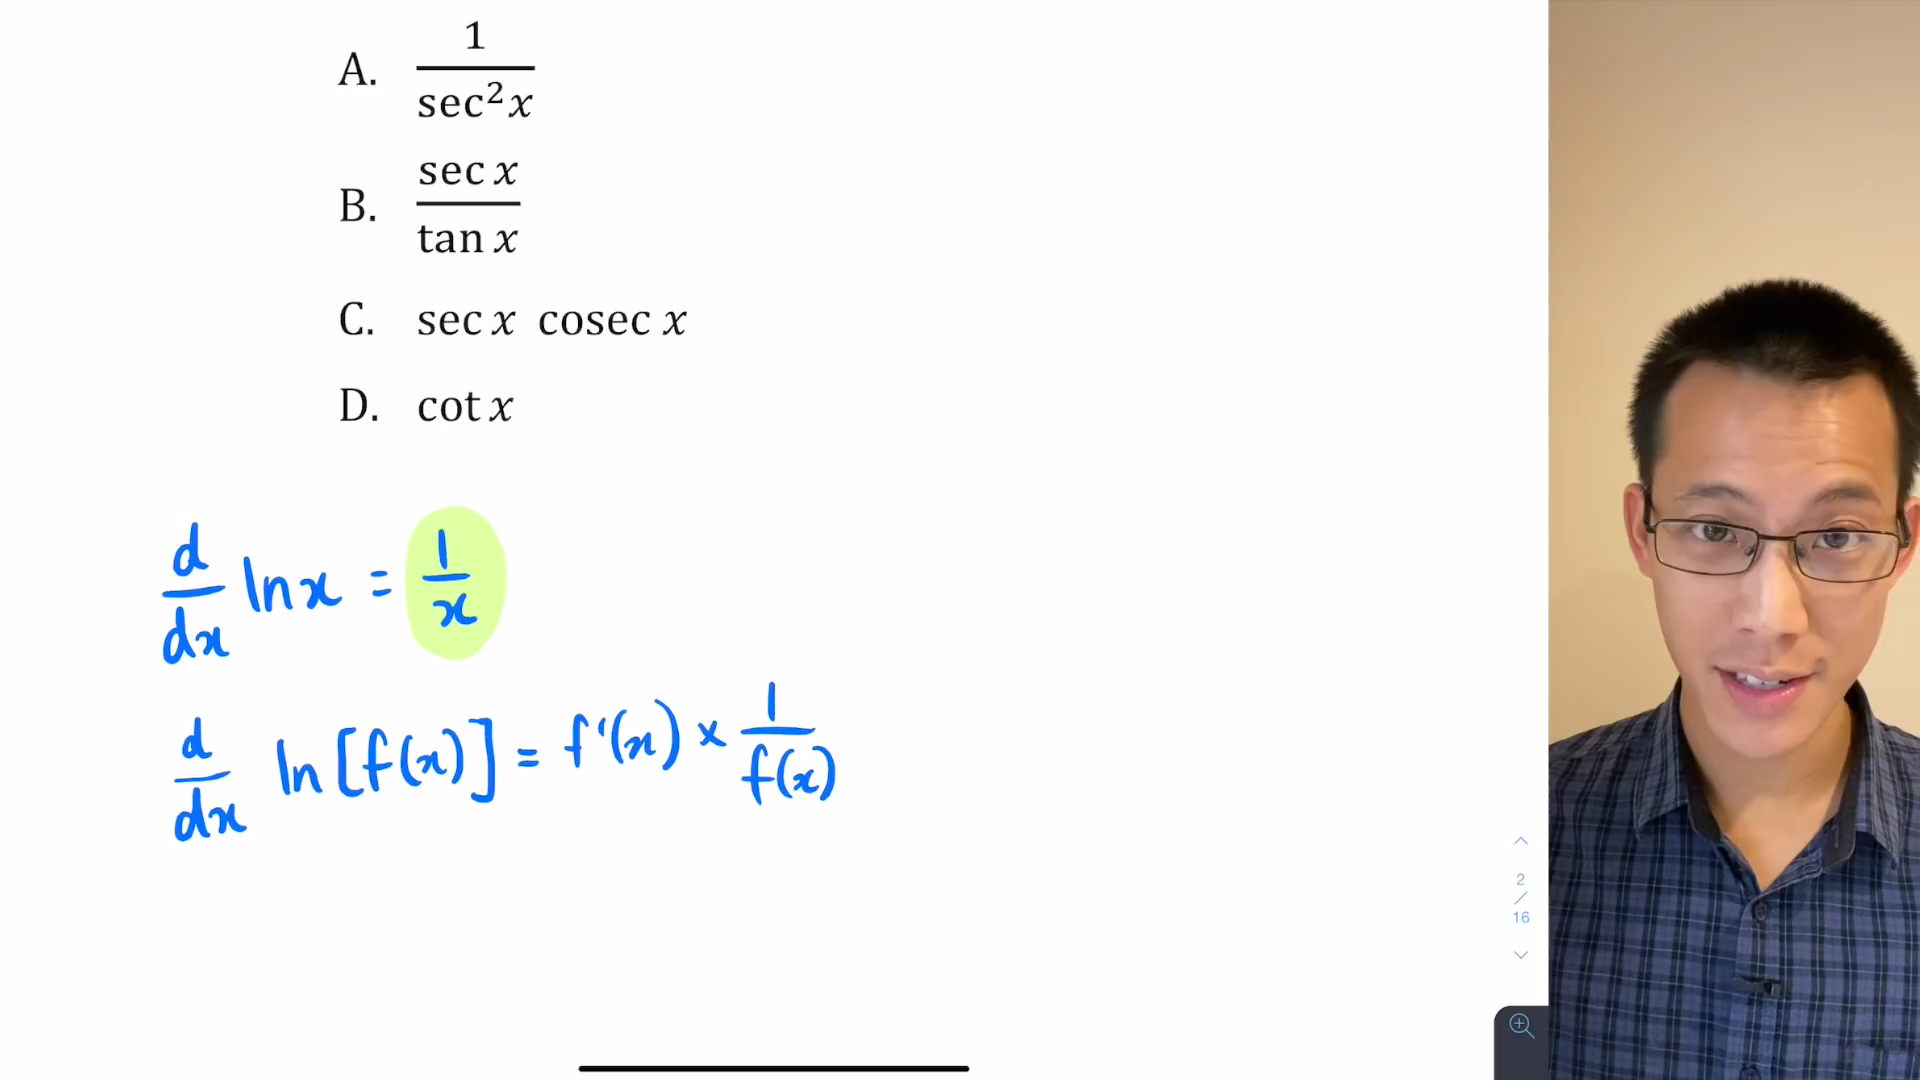 A. 1/sec²x
B. sec x/tan x
C. sec x cosec x
D. cot x
d/dx ln x = 1/x
d/dx ln [f(x)] = f'(x) × 1/f(x)
2
/
16